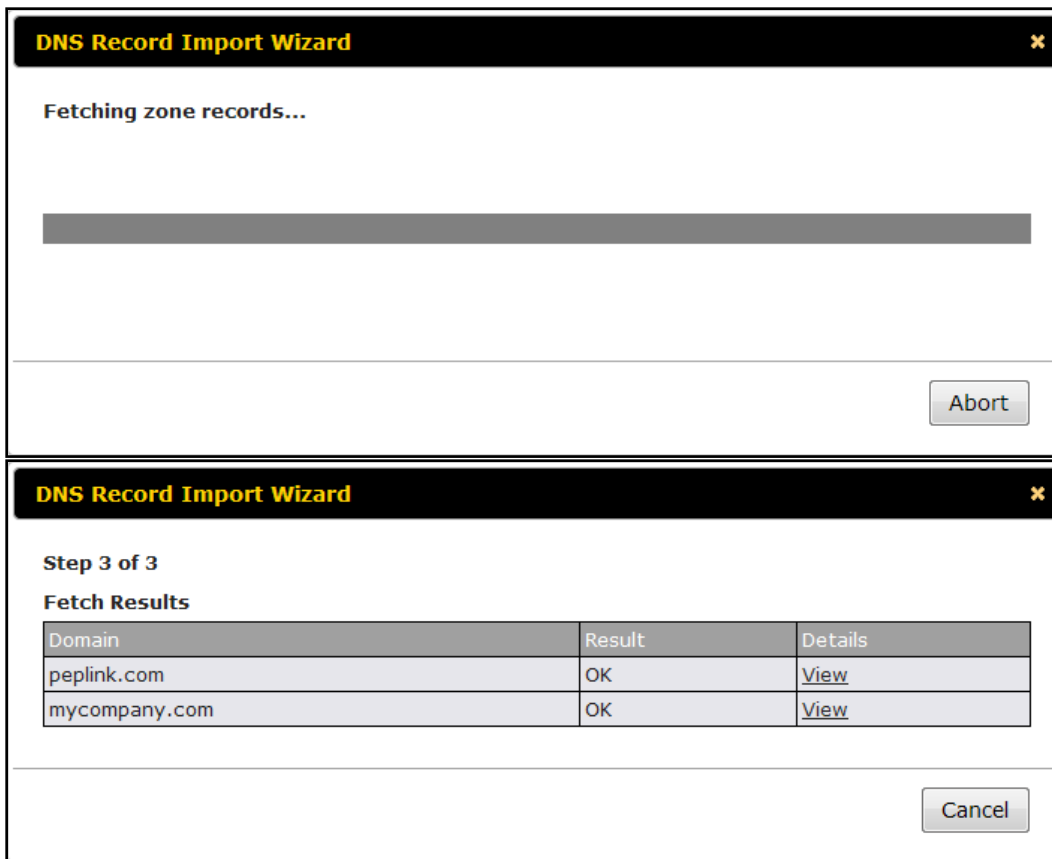 DNS Record Import Wizard
Fetching zone records...
Abort
DNS Record Import Wizard
Step 3 of 3
Fetch Results
Domain Result Details
peplink.com OK View
mycompany.com OK View
Cancel